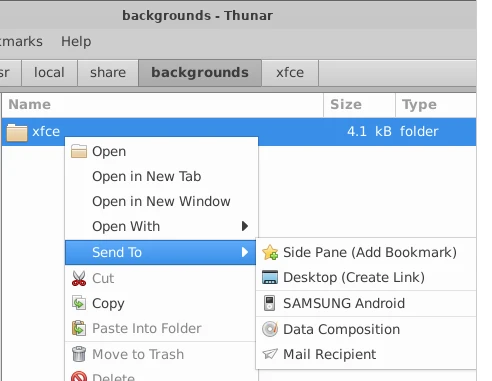 backgrounds - Thunar
Help
local share backgrounds xfce
Name Size Type
xfce 4.1 kB folder
Open
Open in New Tab
Open in New Window
Open With
Send To
Side Pane (Add Bookmark)
Cut
Desktop (Create Link)
Copy
SAMSUNG Android
Paste Into Folder
Data Composition
Move to Trash
Mail Recipient
Delete